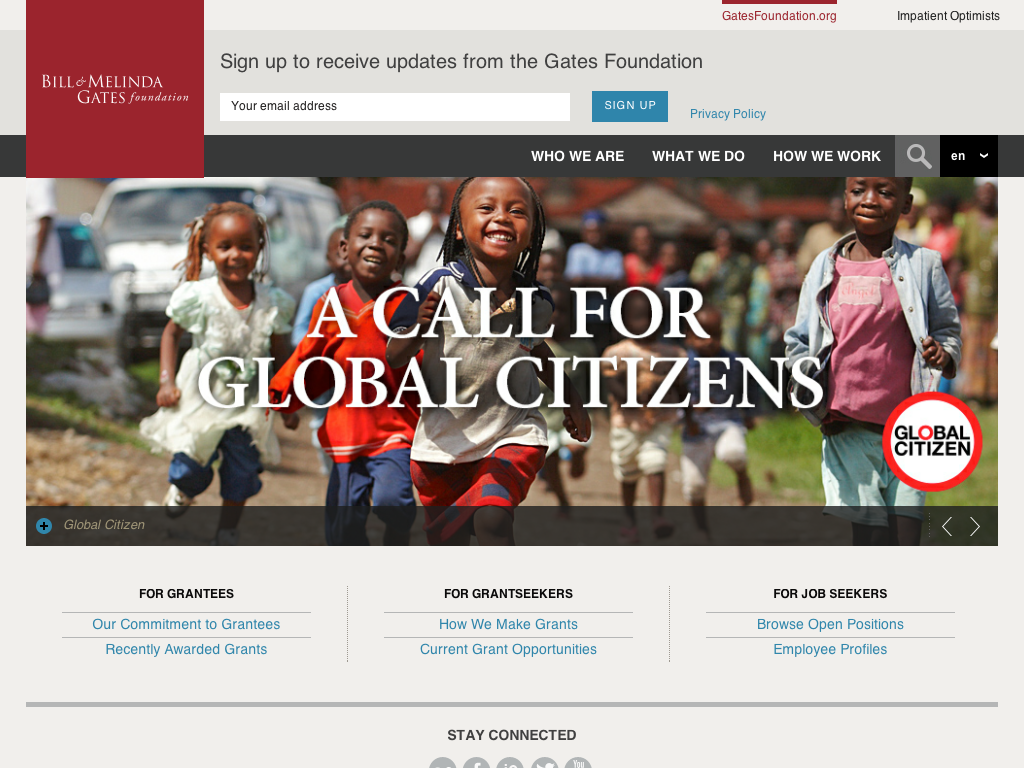 GatesFoundation.org
Impatient Optimists
BILL & MELINDA
GATES foundation
Sign up to receive updates from the Gates Foundation
Your email address
SIGN UP
Privacy Policy
WHO WE ARE
WHAT WE DO
HOW WE WORK
en
A CALL FOR
GLOBAL CITIZENS
GLOBAL
CITIZEN
Global Citizen
FOR GRANTEES
Our Commitment to Grantees
Recently Awarded Grants
FOR GRANTSEEKERS
How We Make Grants
Current Grant Opportunities
FOR JOB SEEKERS
Browse Open Positions
Employee Profiles
STAY CONNECTED
You